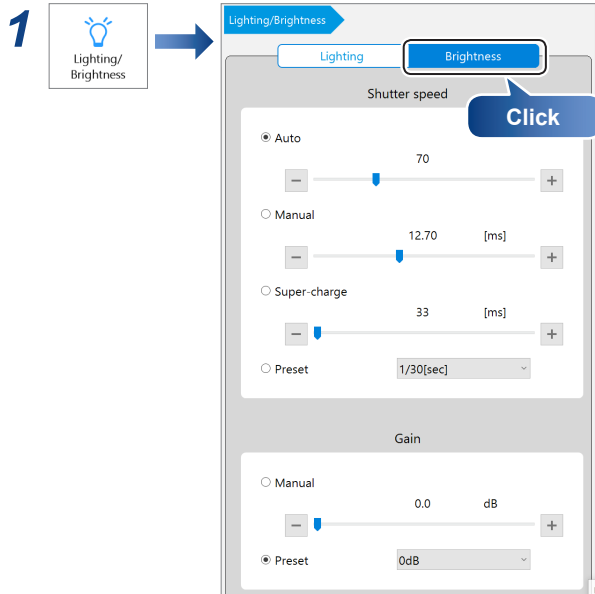 1
Lighting/
Brightness
Lighting/Brightness
Lighting
Brightness
Click
Shutter speed
Auto
70
Manual
12.70 [ms]
Super-charge
33 [ms]
Preset
1/30[sec]
Gain
Manual
0.0 dB
Preset
0dB